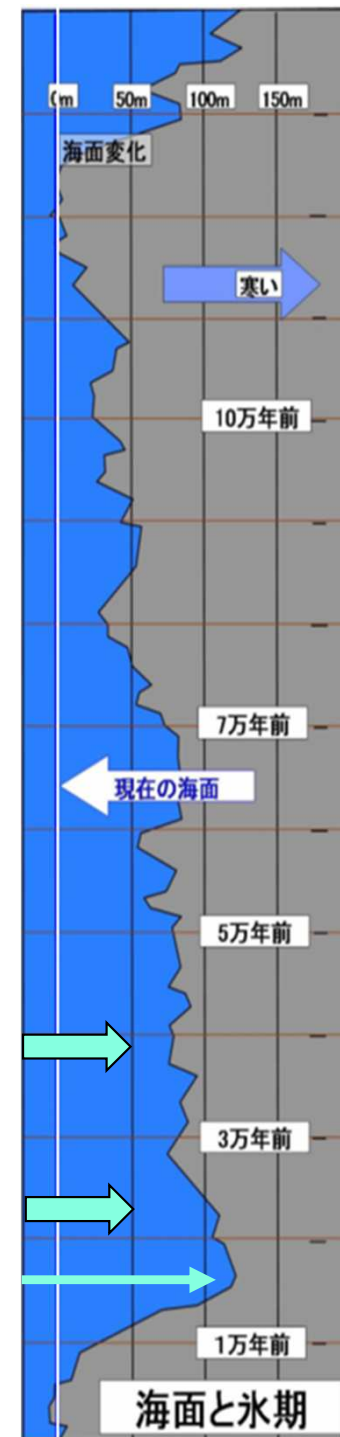 0m 50m 100m 150m
海面変化
寒い
10万年前
7万年前
現在の海面
5万年前
3万年前
1万年前
海面と氷期